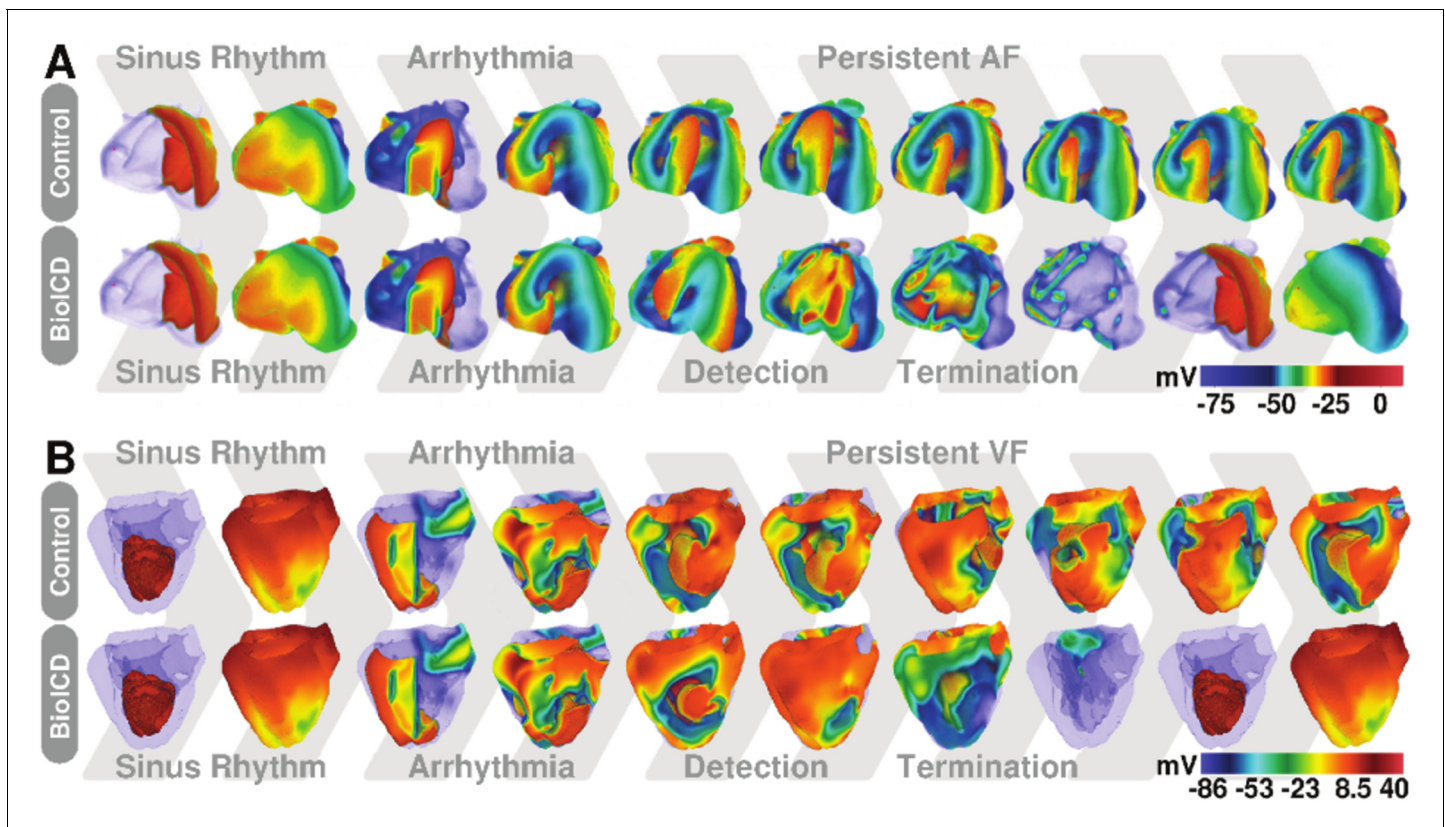 A
Sinus Rhythm Arrhythmia Persistent AF
Control
BioICD
Sinus Rhythm Arrhythmia Detection Termination
mV
-75 -50 -25 0
B
Sinus Rhythm Arrhythmia Persistent VF
Control
BioICD
Sinus Rhythm Arrhythmia Detection Termination
mV
-86 -53 -23 8.5 40